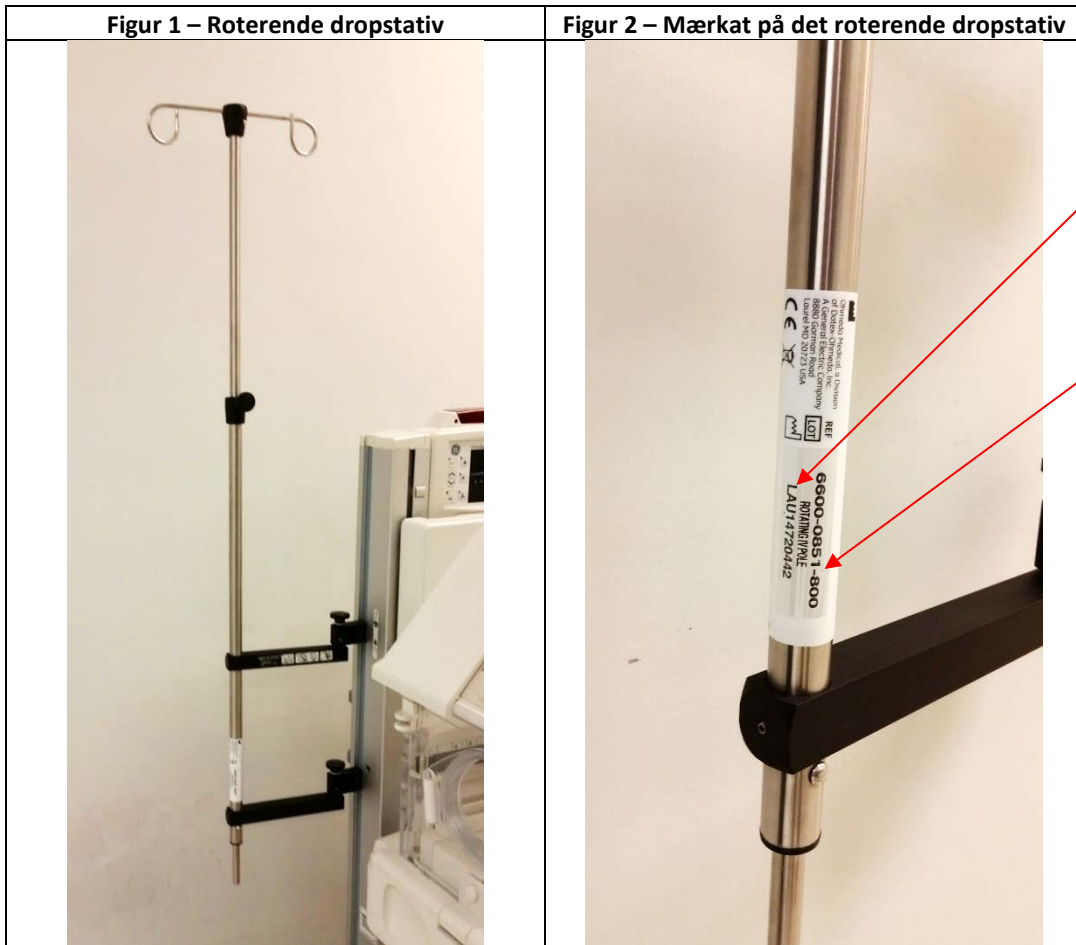 Figur 1 – Roterende dropstativ
Figur 2 – Mærkat på det roterende dropstativ
Ohmeda Medical, a Division
of Datex-Ohmeda, Inc.
A General Electric Company
8880 Gorman Road
Laurel MD 20723 USA
CE
REF
LOT
6600-0851-800
ROTATING IV POLE
LAU14720442